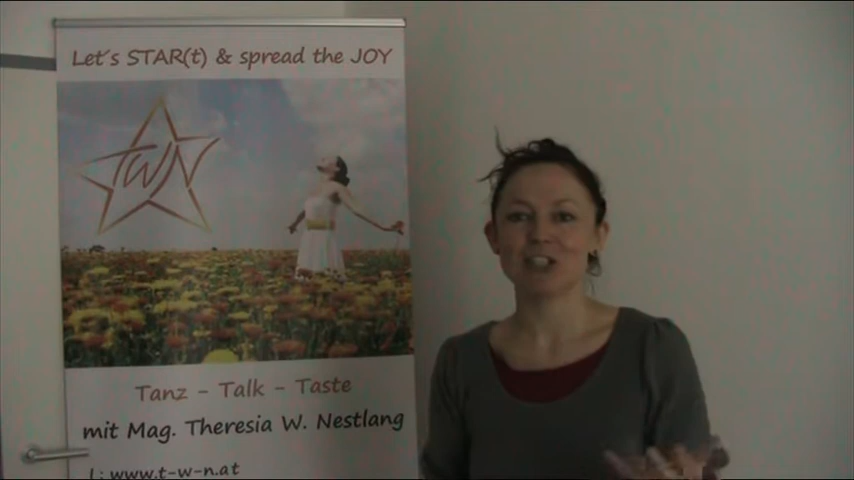 Let's STAR(t) & spread the JOY
TWN
Tanz - Talk - Taste
mit Mag. Theresia W. Nestlang
: www.t-w-n.at